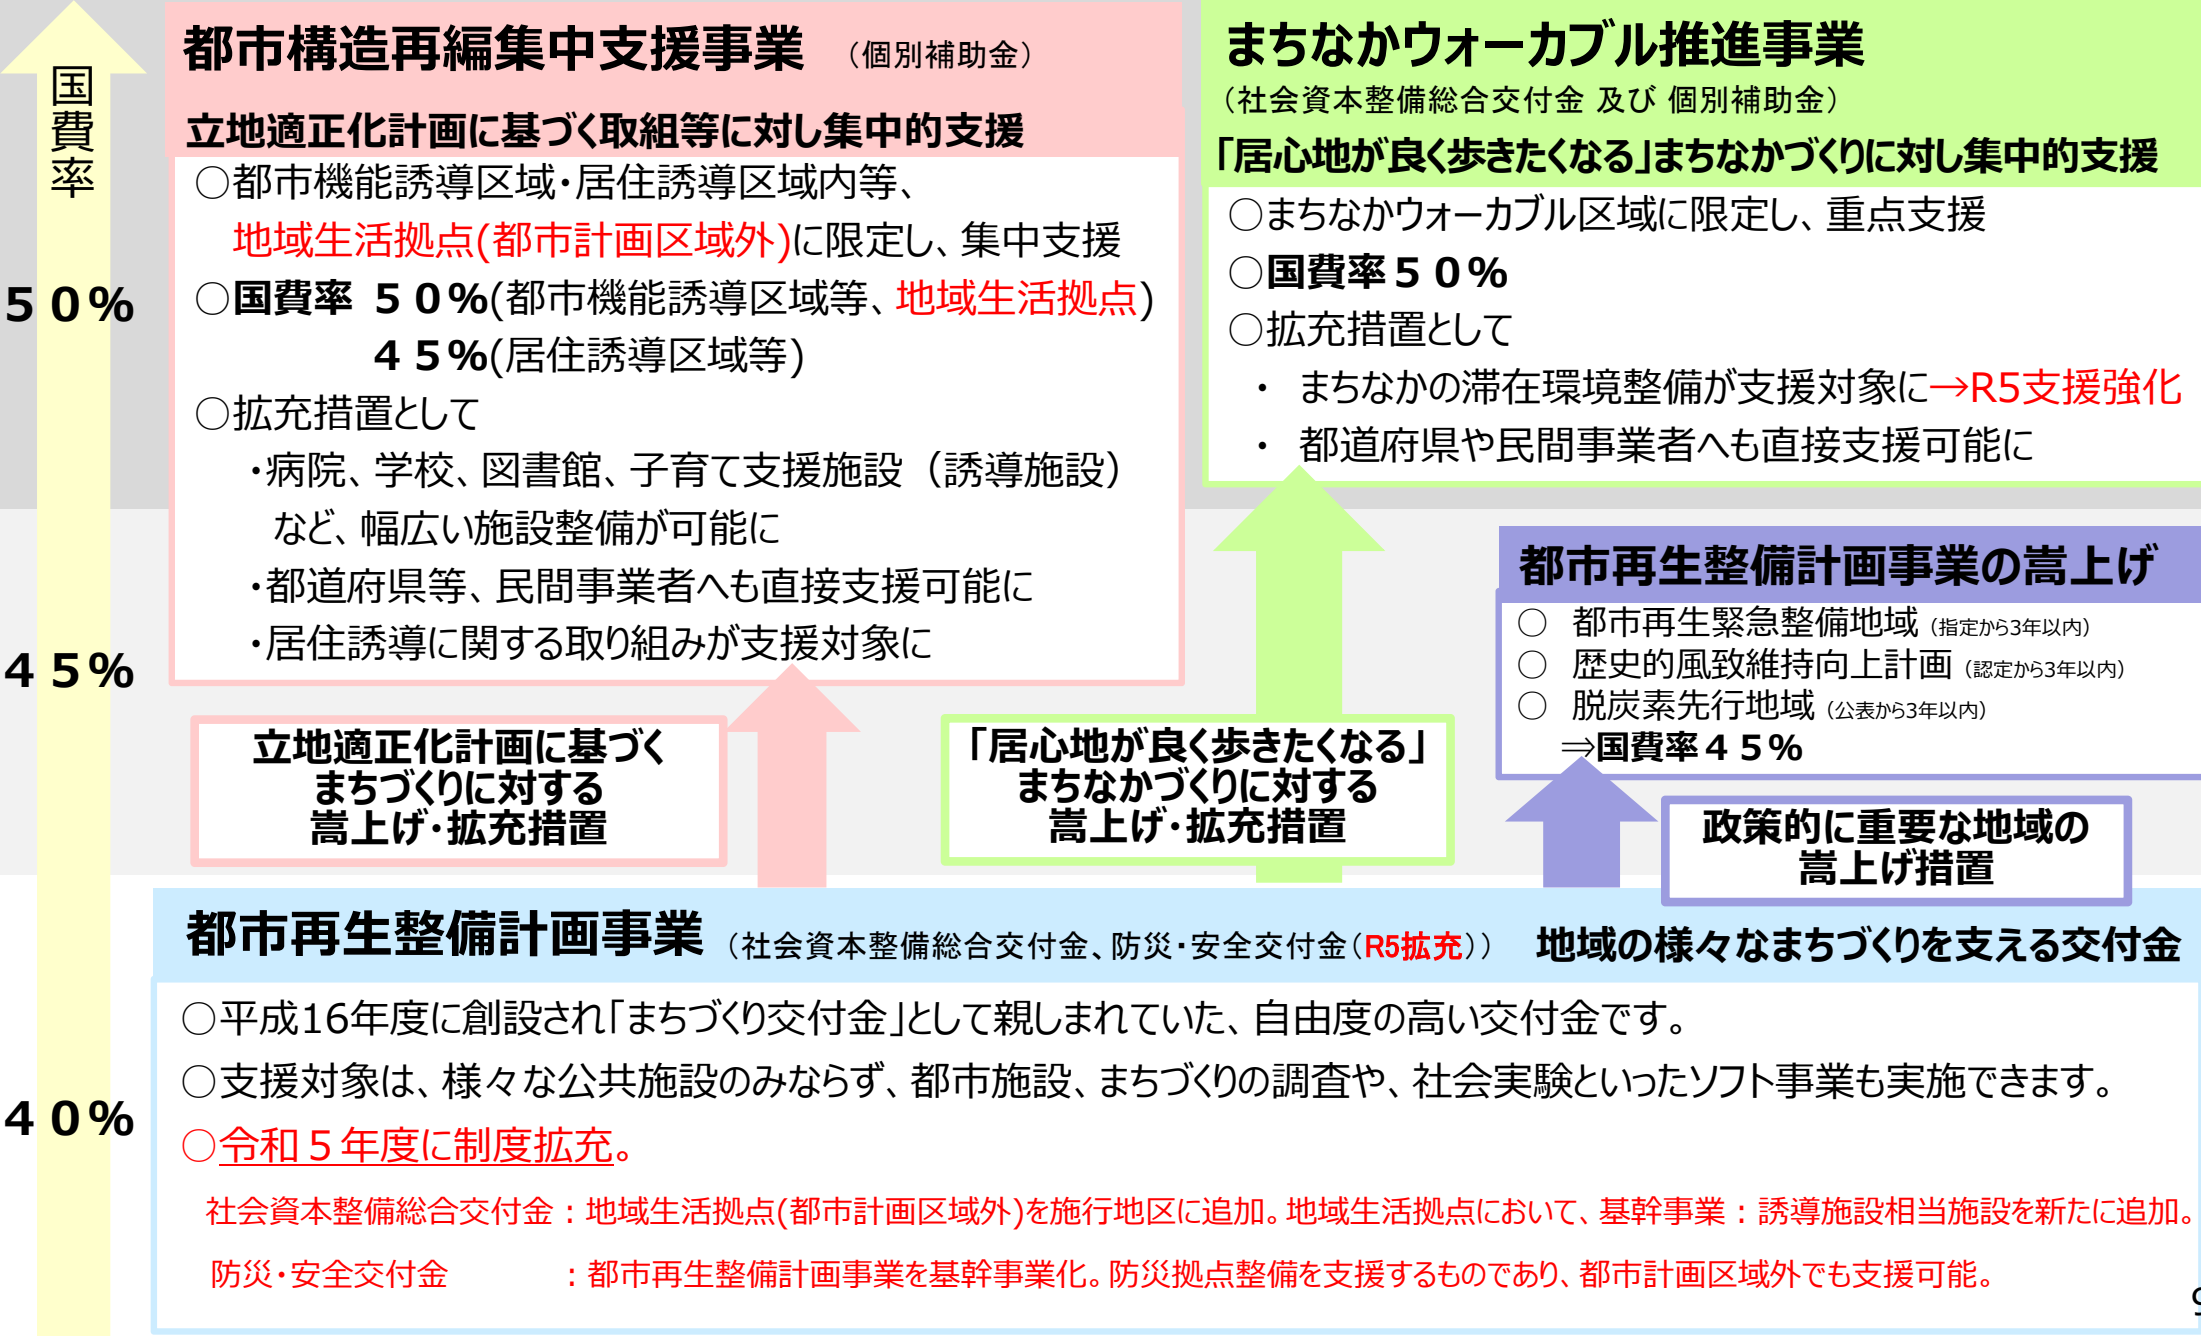 国費率
50%
45%
40%
都市構造再編集中支援事業 (個別補助金)
立地適正化計画に基づく取組等に対し集中的支援
○都市機能誘導区域・居住誘導区域内等、
地域生活拠点(都市計画区域外)に限定し、集中支援
○国費率 50%(都市機能誘導区域等、地域生活拠点)
45%(居住誘導区域等)
○拡充措置として
・病院、学校、図書館、子育て支援施設（誘導施設）
など、幅広い施設整備が可能に
・都道府県等、民間事業者へも直接支援可能に
・居住誘導に関する取り組みが支援対象に
まちなかウォーカブル推進事業
(社会資本整備総合交付金 及び 個別補助金)
「居心地が良く歩きたくなる」まちなかづくりに対し集中的支援
○まちなかウォーカブル区域に限定し、重点支援
○国費率50%
○拡充措置として
・ まちなかの滞在環境整備が支援対象に→R5支援強化
・ 都道府県や民間事業者へも直接支援可能に
都市再生整備計画事業の嵩上げ
○ 都市再生緊急整備地域（指定から3年以内）
○ 歴史的風致維持向上計画（認定から3年以内）
○ 脱炭素先行地域（公表から3年以内）
⇒国費率45%
立地適正化計画に基づく
まちづくりに対する
嵩上げ・拡充措置
「居心地が良く歩きたくなる」
まちなかづくりに対する
嵩上げ・拡充措置
政策的に重要な地域の
嵩上げ措置
都市再生整備計画事業 (社会資本整備総合交付金、防災・安全交付金(R5拡充)) 地域の様々なまちづくりを支える交付金
○平成16年度に創設され「まちづくり交付金」として親しまれていた、自由度の高い交付金です。
○支援対象は、様々な公共施設のみならず、都市施設、まちづくりの調査や、社会実験といったソフト事業も実施できます。
○令和５年度に制度拡充。
社会資本整備総合交付金：地域生活拠点(都市計画区域外)を施行地区に追加。地域生活拠点において、基幹事業：誘導施設相当施設を新たに追加。
防災・安全交付金 ：都市再生整備計画事業を基幹事業化。防災拠点整備を支援するものであり、都市計画区域外でも支援可能。